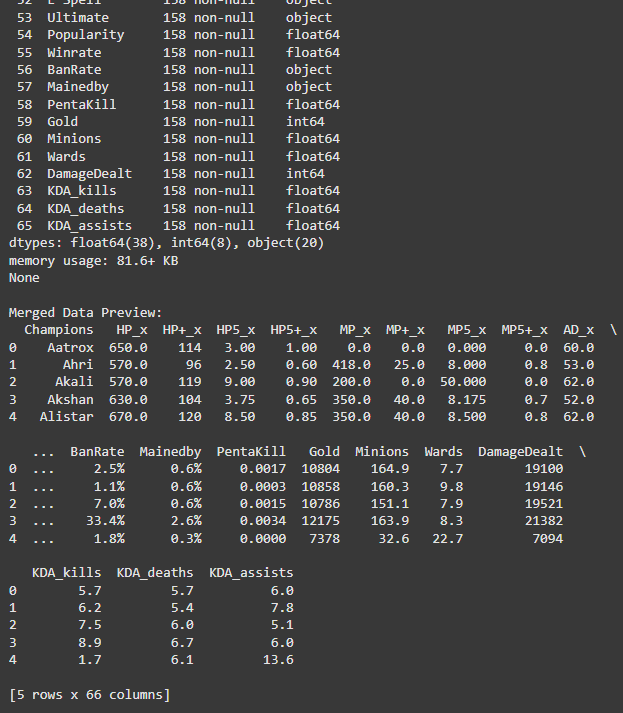 52  E Spell        158 non-null    object
53  Ultimate       158 non-null    object
54  Popularity     158 non-null    float64
55  Winrate        158 non-null    float64
56  BanRate        158 non-null    object
57  Mainedby       158 non-null    object
58  PentaKill      158 non-null    float64
59  Gold           158 non-null    int64
60  Minions        158 non-null    float64
61  Wards          158 non-null    float64
62  DamageDealt    158 non-null    int64
63  KDA_kills      158 non-null    float64
64  KDA_deaths     158 non-null    float64
65  KDA_assists    158 non-null    float64
dtypes: float64(38), int64(8), object(20)
memory usage: 81.6+ KB
None
Merged Data Preview:
  Champions   HP_x  HP+_x  HP5_x  HP5+_x   MP_x  MP+_x   MP5_x  MP5+_x  AD_x  \
0    Aatrox  650.0    114   3.00    1.00    0.0    0.0   0.000     0.0  60.0
1      Ahri  570.0     96   2.50    0.60  418.0   25.0   8.000     0.8  53.0
2     Akali  570.0    119   9.00    0.90  200.0    0.0  50.000     0.0  62.0
3    Akshan  630.0    104   3.75    0.65  350.0   40.0   8.175     0.7  52.0
4   Alistar  670.0    120   8.50    0.85  350.0   40.0   8.500     0.8  62.0
   ...  BanRate  Mainedby  PentaKill   Gold  Minions  Wards  DamageDealt  \
0  ...     2.5%      0.6%     0.0017  10804    164.9    7.7        19100
1  ...     1.1%      0.6%     0.0003  10858    160.3    9.8        19146
2  ...     7.0%      0.6%     0.0015  10786    151.1    7.9        19521
3  ...    33.4%      2.6%     0.0034  12175    163.9    8.3        21382
4  ...     1.8%      0.3%     0.0000   7378     32.6   22.7         7094
   KDA_kills  KDA_deaths  KDA_assists
0        5.7         5.7          6.0
1        6.2         5.4          7.8
2        7.5         6.0          5.1
3        8.9         6.7          6.0
4        1.7         6.1         13.6
[5 rows x 66 columns]